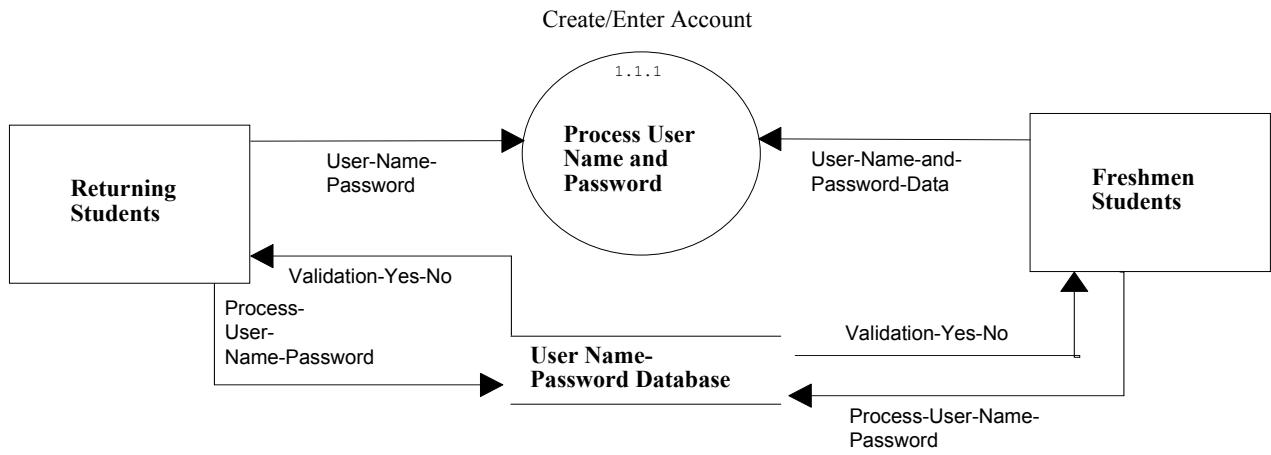 Create/Enter Account
1.1.1
Process User
Name and
Password
Returning
Students
User-Name-
Password
User-Name-and-
Password-Data
Freshmen
Students
Validation-Yes-No
Process-
User-
Name-Password
User Name-
Password Database
Validation-Yes-No
Process-User-Name-
Password